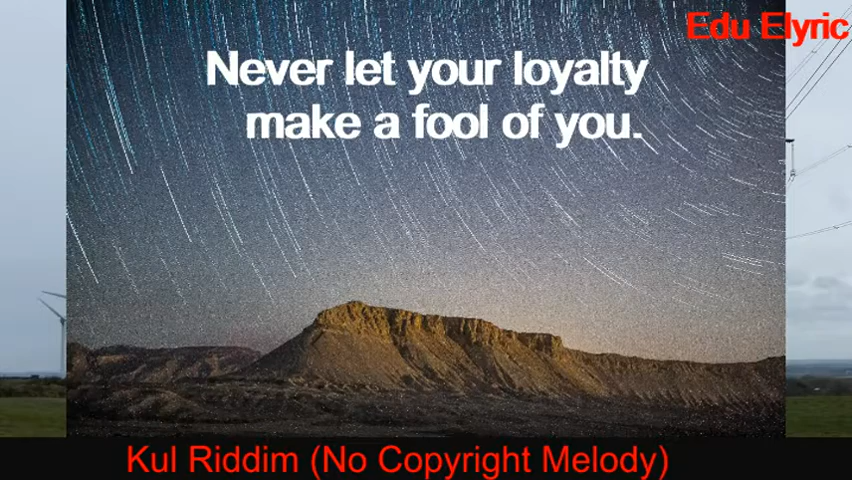 Edu Elyric
Never let your loyalty
make a fool of you.
Kul Riddim (No Copyright Melody)